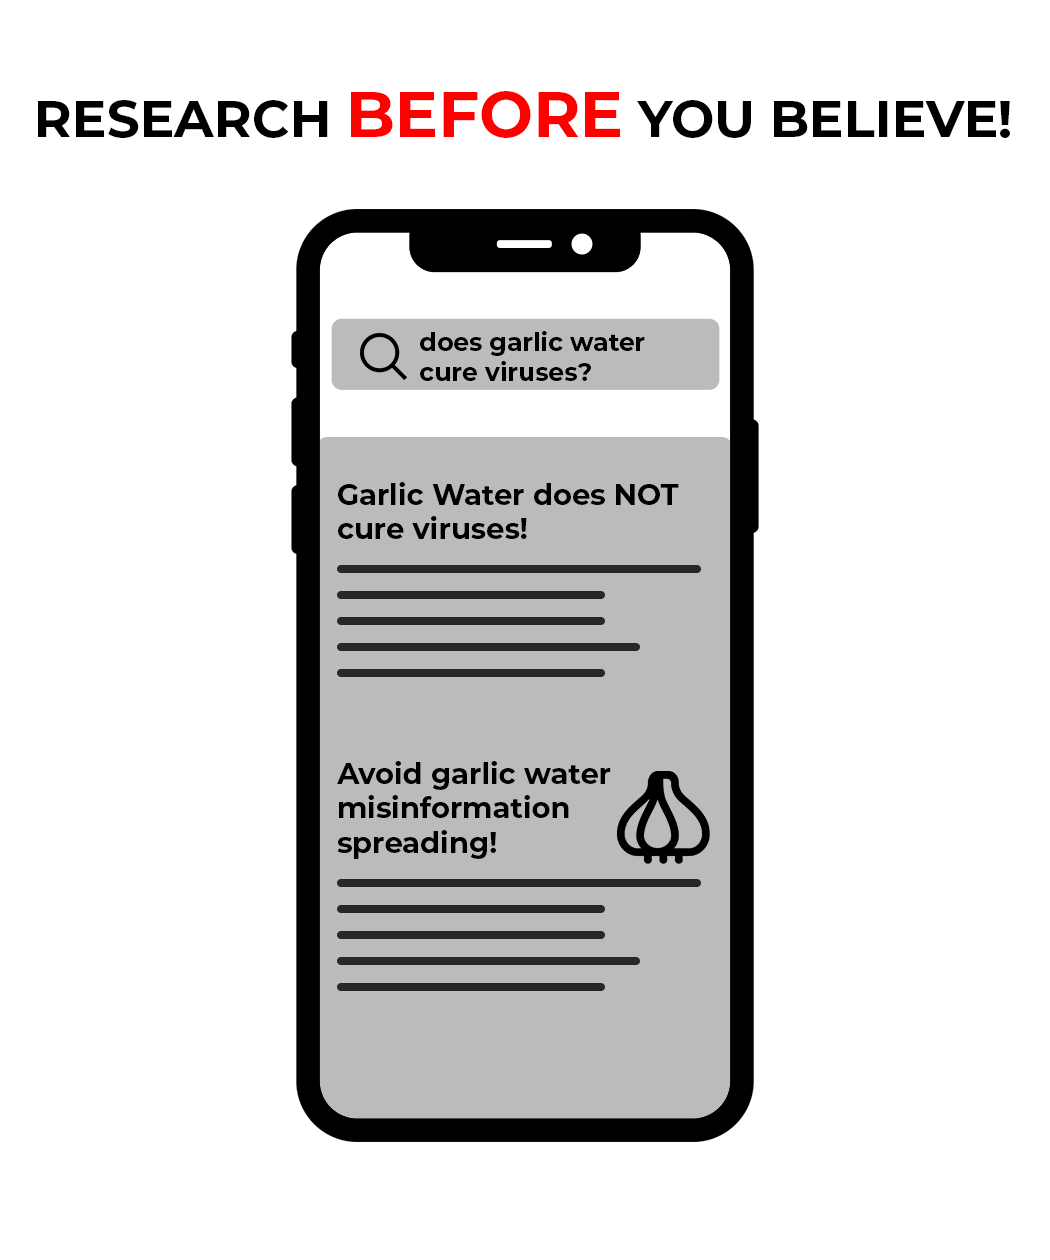 RESEARCH BEFORE YOU BELIEVE!
does garlic water
cure viruses?
Garlic Water does NOT
cure viruses!
Avoid garlic water
misinformation
spreading!